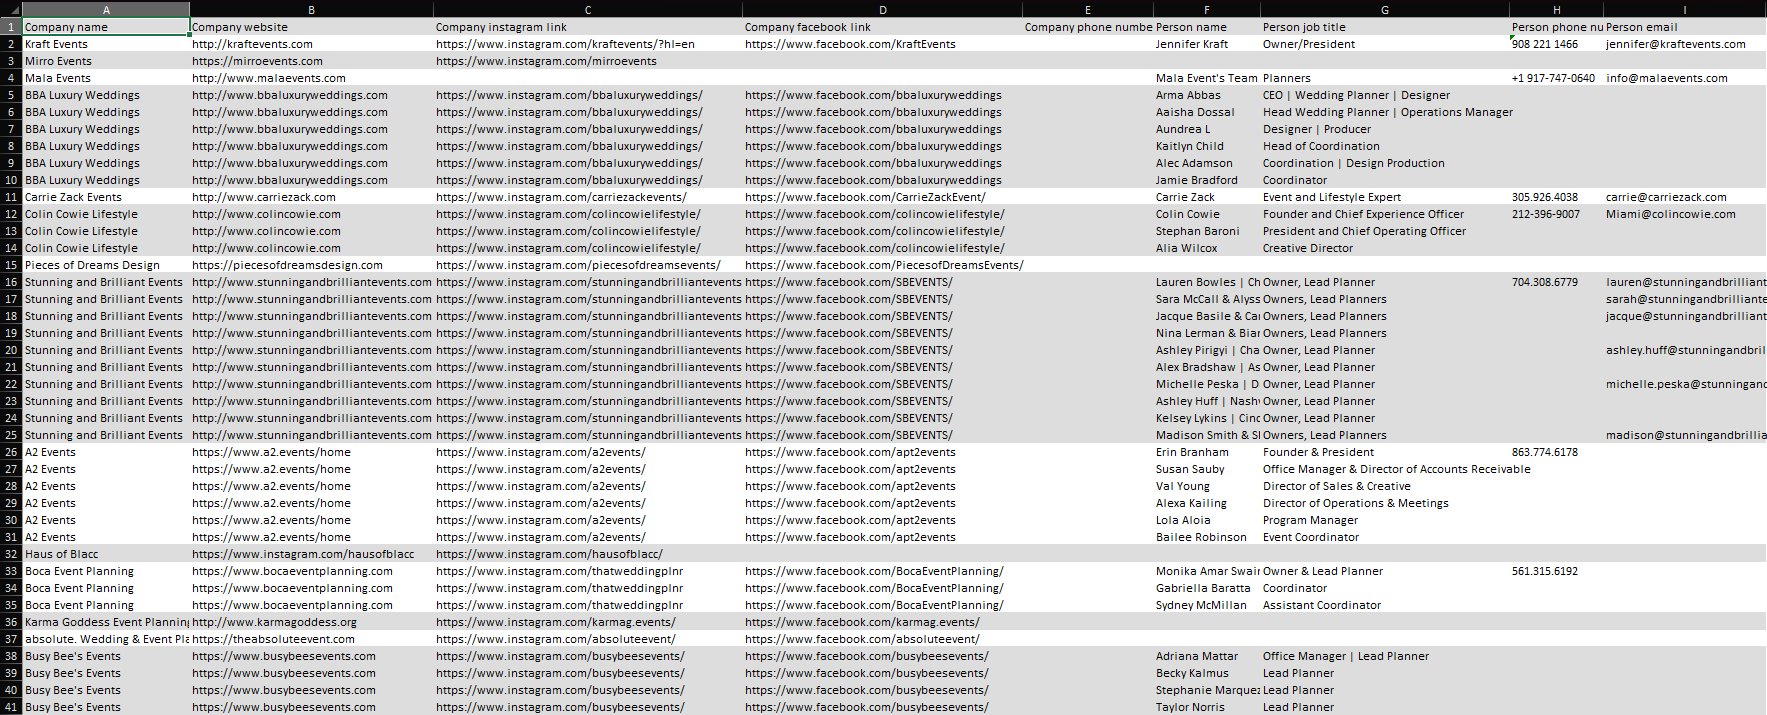 A B C D E F G H I
1 Company name Company website Company instagram link Company facebook link Company phone numbe Person name Person job title Person phone nu Person email
2 Kraft Events http://kraftevents.com https://www.instagram.com/kraftevents/?hl=en https://www.facebook.com/KraftEvents Jennifer Kraft Owner/President 908 221 1466 jennifer@kraftevents.com
3 Mirro Events https://mirroevents.com https://www.instagram.com/mirroevents
4 Mala Events http://www.malaevents.com Mala Event's Team Planners +1 917-747-0640 info@malaevents.com
5 BBA Luxury Weddings http://www.bbaluxuryweddings.com https://www.instagram.com/bbaluxuryweddings/ https://www.facebook.com/bbaluxuryweddings Arma Abbas CEO | Wedding Planner | Designer
6 BBA Luxury Weddings http://www.bbaluxuryweddings.com https://www.instagram.com/bbaluxuryweddings/ https://www.facebook.com/bbaluxuryweddings Aaisha Dossal Head Wedding Planner | Operations Manager
7 BBA Luxury Weddings http://www.bbaluxuryweddings.com https://www.instagram.com/bbaluxuryweddings/ https://www.facebook.com/bbaluxuryweddings Aundrea L Designer | Producer
8 BBA Luxury Weddings http://www.bbaluxuryweddings.com https://www.instagram.com/bbaluxuryweddings/ https://www.facebook.com/bbaluxuryweddings Kaitlyn Child Head of Coordination
9 BBA Luxury Weddings http://www.bbaluxuryweddings.com https://www.instagram.com/bbaluxuryweddings/ https://www.facebook.com/bbaluxuryweddings Alec Adamson Coordination | Design Production
10 BBA Luxury Weddings http://www.bbaluxuryweddings.com https://www.instagram.com/bbaluxuryweddings/ https://www.facebook.com/bbaluxuryweddings Jamie Bradford Coordinator
11 Carrie Zack Events http://www.carriezack.com https://www.instagram.com/carriezackevents/ https://www.facebook.com/CarrieZackEvent/ Carrie Zack Event and Lifestyle Expert 305.926.4038 carrie@carriezack.com
12 Colin Cowie Lifestyle http://www.colincowie.com https://www.instagram.com/colincowielifestyle/ https://www.facebook.com/colincowielifestyle/ Colin Cowie Founder and Chief Experience Officer 212-396-9007 Miami@colincowie.com
13 Colin Cowie Lifestyle http://www.colincowie.com https://www.instagram.com/colincowielifestyle/ https://www.facebook.com/colincowielifestyle/ Stephan Baroni President and Chief Operating Officer
14 Colin Cowie Lifestyle http://www.colincowie.com https://www.instagram.com/colincowielifestyle/ https://www.facebook.com/colincowielifestyle/ Alia Wilcox Creative Director
15 Pieces of Dreams Design https://piecesofdreamsdesign.com https://www.instagram.com/piecesofdreamsevents/ https://www.facebook.com/PiecesofDreamsEvents/
16 Stunning and Brilliant Events http://www.stunningandbrilliantevents.com https://www.instagram.com/stunningandbrilliantevents https://www.facebook.com/SBEVENTS/ Lauren Bowles | Ch Owner, Lead Planner 704.308.6779 lauren@stunningandbrilliant
17 Stunning and Brilliant Events http://www.stunningandbrilliantevents.com https://www.instagram.com/stunningandbrilliantevents https://www.facebook.com/SBEVENTS/ Sara McCall & Alyss Owners, Lead Planners sarah@stunningandbrilliante
18 Stunning and Brilliant Events http://www.stunningandbrilliantevents.com https://www.instagram.com/stunningandbrilliantevents https://www.facebook.com/SBEVENTS/ Jacque Basile & Ca Owners, Lead Planners jacque@stunningandbrilliant
19 Stunning and Brilliant Events http://www.stunningandbrilliantevents.com https://www.instagram.com/stunningandbrilliantevents https://www.facebook.com/SBEVENTS/ Nina Lerman & Bia Owners, Lead Planners
20 Stunning and Brilliant Events http://www.stunningandbrilliantevents.com https://www.instagram.com/stunningandbrilliantevents https://www.facebook.com/SBEVENTS/ Ashley Pirigyi | Cha Owner, Lead Planner ashley.huff@stunningandbril
21 Stunning and Brilliant Events http://www.stunningandbrilliantevents.com https://www.instagram.com/stunningandbrilliantevents https://www.facebook.com/SBEVENTS/ Alex Bradshaw | As Owner, Lead Planner
22 Stunning and Brilliant Events http://www.stunningandbrilliantevents.com https://www.instagram.com/stunningandbrilliantevents https://www.facebook.com/SBEVENTS/ Michelle Peska | D Owner, Lead Planner michelle.peska@stunningand
23 Stunning and Brilliant Events http://www.stunningandbrilliantevents.com https://www.instagram.com/stunningandbrilliantevents https://www.facebook.com/SBEVENTS/ Ashley Huff | Nash Owner, Lead Planner
24 Stunning and Brilliant Events http://www.stunningandbrilliantevents.com https://www.instagram.com/stunningandbrilliantevents https://www.facebook.com/SBEVENTS/ Kelsey Lykins | Cinc Owner, Lead Planner
25 Stunning and Brilliant Events http://www.stunningandbrilliantevents.com https://www.instagram.com/stunningandbrilliantevents https://www.facebook.com/SBEVENTS/ Madison Smith & Sl Owners, Lead Planners madison@stunningandbrillia
26 A2 Events https://www.a2.events/home https://www.instagram.com/a2events/ https://www.facebook.com/apt2events Erin Branham Founder & President 863.774.6178
27 A2 Events https://www.a2.events/home https://www.instagram.com/a2events/ https://www.facebook.com/apt2events Susan Sauby Office Manager & Director of Accounts Receivable
28 A2 Events https://www.a2.events/home https://www.instagram.com/a2events/ https://www.facebook.com/apt2events Val Young Director of Sales & Creative
29 A2 Events https://www.a2.events/home https://www.instagram.com/a2events/ https://www.facebook.com/apt2events Alexa Kailing Director of Operations & Meetings
30 A2 Events https://www.a2.events/home https://www.instagram.com/a2events/ https://www.facebook.com/apt2events Lola Aloia Program Manager
31 A2 Events https://www.a2.events/home https://www.instagram.com/a2events/ https://www.facebook.com/apt2events Bailee Robinson Event Coordinator
32 Haus of Blacc https://www.instagram.com/hausofblacc https://www.instagram.com/hausofblacc/
33 Boca Event Planning https://www.bocaeventplanning.com https://www.instagram.com/thatweddingplnr https://www.facebook.com/BocaEventPlanning/ Monika Amar Swai Owner & Lead Planner 561.315.6192
34 Boca Event Planning https://www.bocaeventplanning.com https://www.instagram.com/thatweddingplnr https://www.facebook.com/BocaEventPlanning/ Gabriella Baratta Coordinator
35 Boca Event Planning https://www.bocaeventplanning.com https://www.instagram.com/thatweddingplnr https://www.facebook.com/BocaEventPlanning/ Sydney McMillan Assistant Coordinator
36 Karma Goddess Event Planning http://www.karmagoddess.org https://www.instagram.com/karmag.events/ https://www.facebook.com/karmag.events/
37 absolute. Wedding & Event Pla https://theabsoluteevent.com https://www.instagram.com/absoluteevent/ https://www.facebook.com/absoluteevent/
38 Busy Bee's Events https://www.busybeesevents.com https://www.instagram.com/busybeesevents/ https://www.facebook.com/busybeesevents/ Adriana Mattar Office Manager | Lead Planner
39 Busy Bee's Events https://www.busybeesevents.com https://www.instagram.com/busybeesevents/ https://www.facebook.com/busybeesevents/ Becky Kalmus Lead Planner
40 Busy Bee's Events https://www.busybeesevents.com https://www.instagram.com/busybeesevents/ https://www.facebook.com/busybeesevents/ Stephanie Marquez Lead Planner
41 Busy Bee's Events https://www.busybeesevents.com https://www.instagram.com/busybeesevents/ https://www.facebook.com/busybeesevents/ Taylor Norris Lead Planner